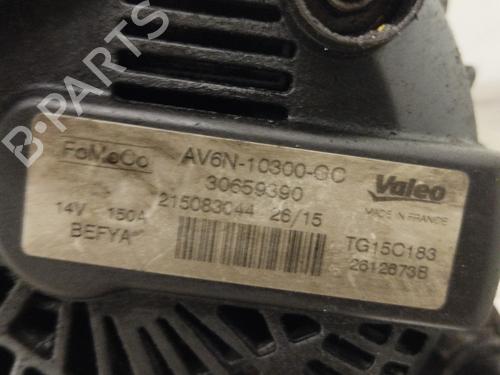 B-PARTS
FoMoCo AV6N-10300-GC Valeo
30659390 MADE IN FRANCE
215083044 26/15
14V 150A TG15C183
BEFYA 2612673B